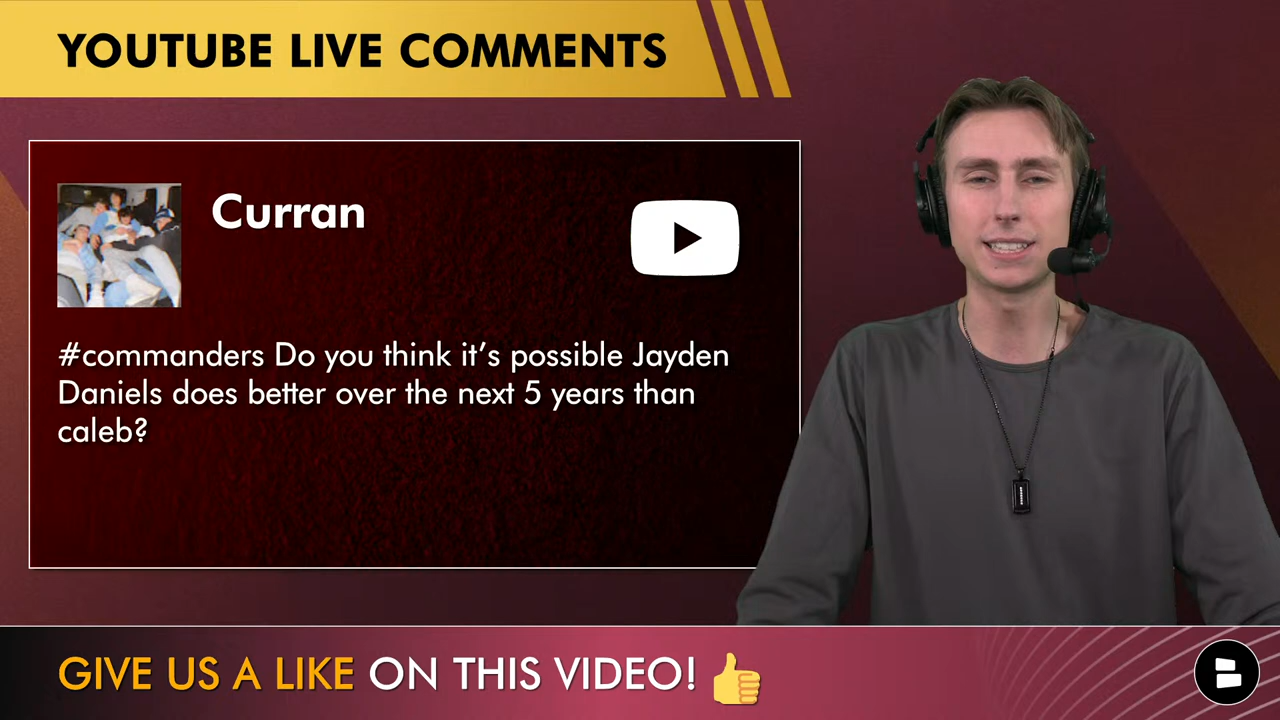 YOUTUBE LIVE COMMENTS
Curran
#commanders Do you think it’s possible Jayden
Daniels does better over the next 5 years than
caleb?
GIVE US A LIKE ON THIS VIDEO!